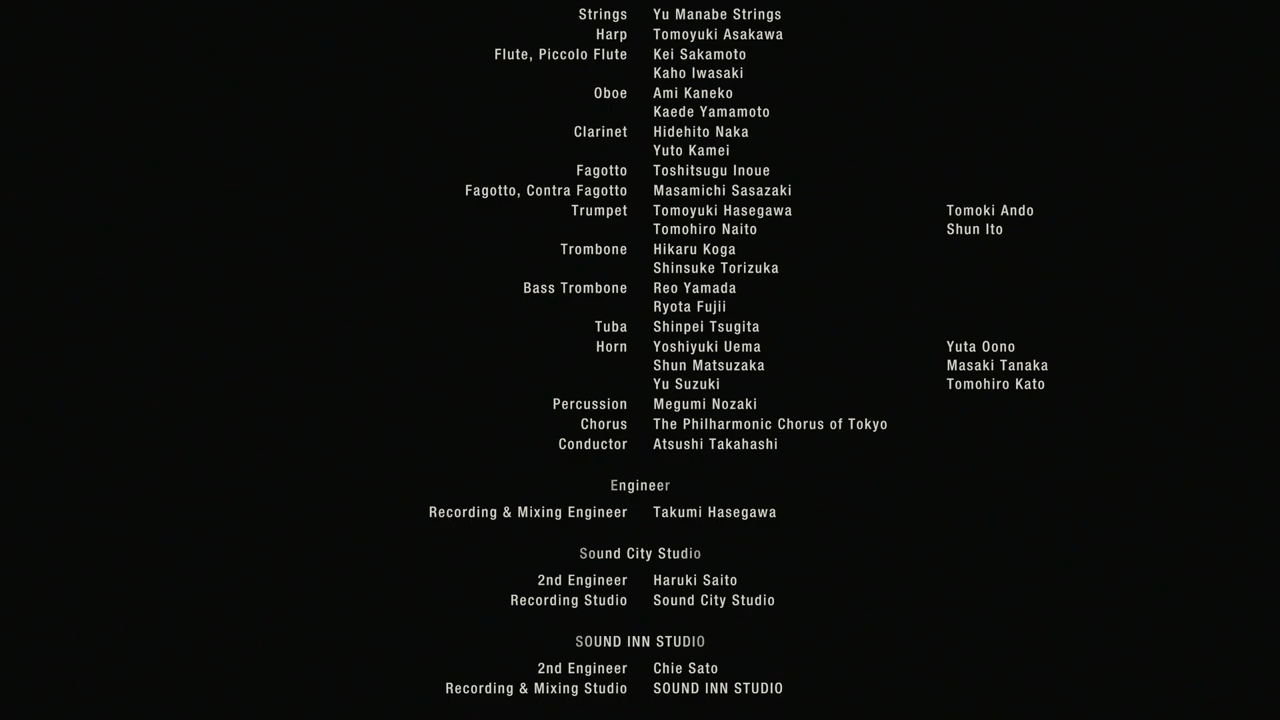 Strings Yu Manabe Strings
Harp Tomoyuki Asakawa
Flute, Piccolo Flute Kei Sakamoto
Kaho Iwasaki
Oboe Ami Kaneko
Kaede Yamamoto
Clarinet Hidehito Naka
Yuto Kamei
Fagotto Toshitsugu Inoue
Fagotto, Contra Fagotto Masamichi Sasazaki
Trumpet Tomoyuki Hasegawa Tomoki Ando
Tomohiro Naito Shun Ito
Trombone Hikaru Koga
Shinsuke Torizuka
Bass Trombone Reo Yamada
Ryota Fujii
Tuba Shinpei Tsugita
Horn Yoshiyuki Uema Yuta Oono
Shun Matsuzaka Masaki Tanaka
Yu Suzuki Tomohiro Kato
Percussion Megumi Nozaki
Chorus The Philharmonic Chorus of Tokyo
Conductor Atsushi Takahashi
Engineer
Recording & Mixing Engineer Takumi Hasegawa
Sound City Studio
2nd Engineer Haruki Saito
Recording Studio Sound City Studio
SOUND INN STUDIO
2nd Engineer Chie Sato
Recording & Mixing Studio SOUND INN STUDIO